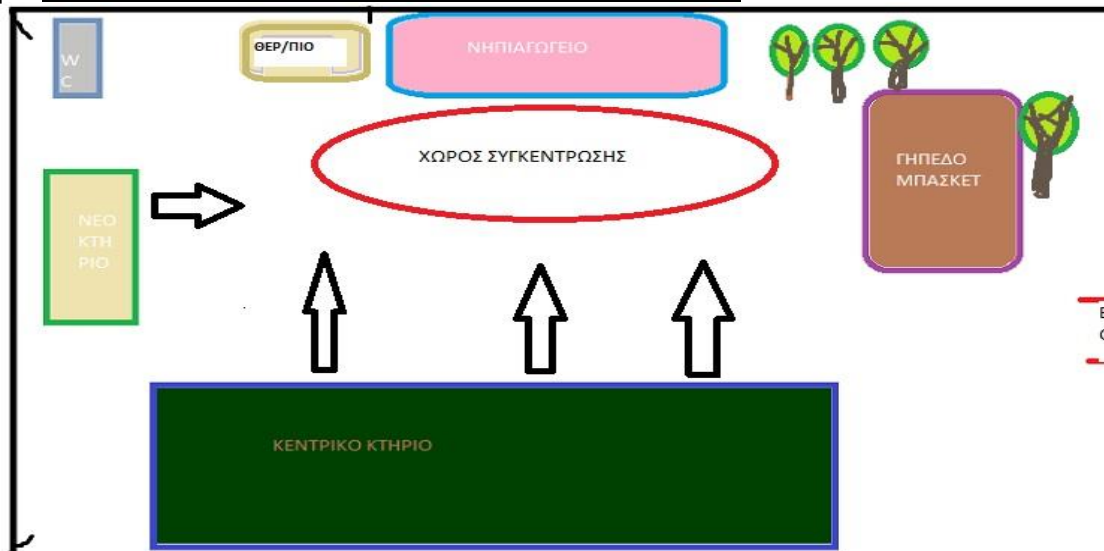 W
C
ΘΕΡ/ΠΙΟ
ΝΗΠΙΑΓΩΓΕΙΟ
ΧΩΡΟΣ ΣΥΓΚΕΝΤΡΩΣΗΣ
ΓΗΠΕΔΟ
ΜΠΑΣΚΕΤ
ΝΕΟ
ΚΤΗ
ΡΙΟ
ΚΕΝΤΡΙΚΟ ΚΤΗΡΙΟ